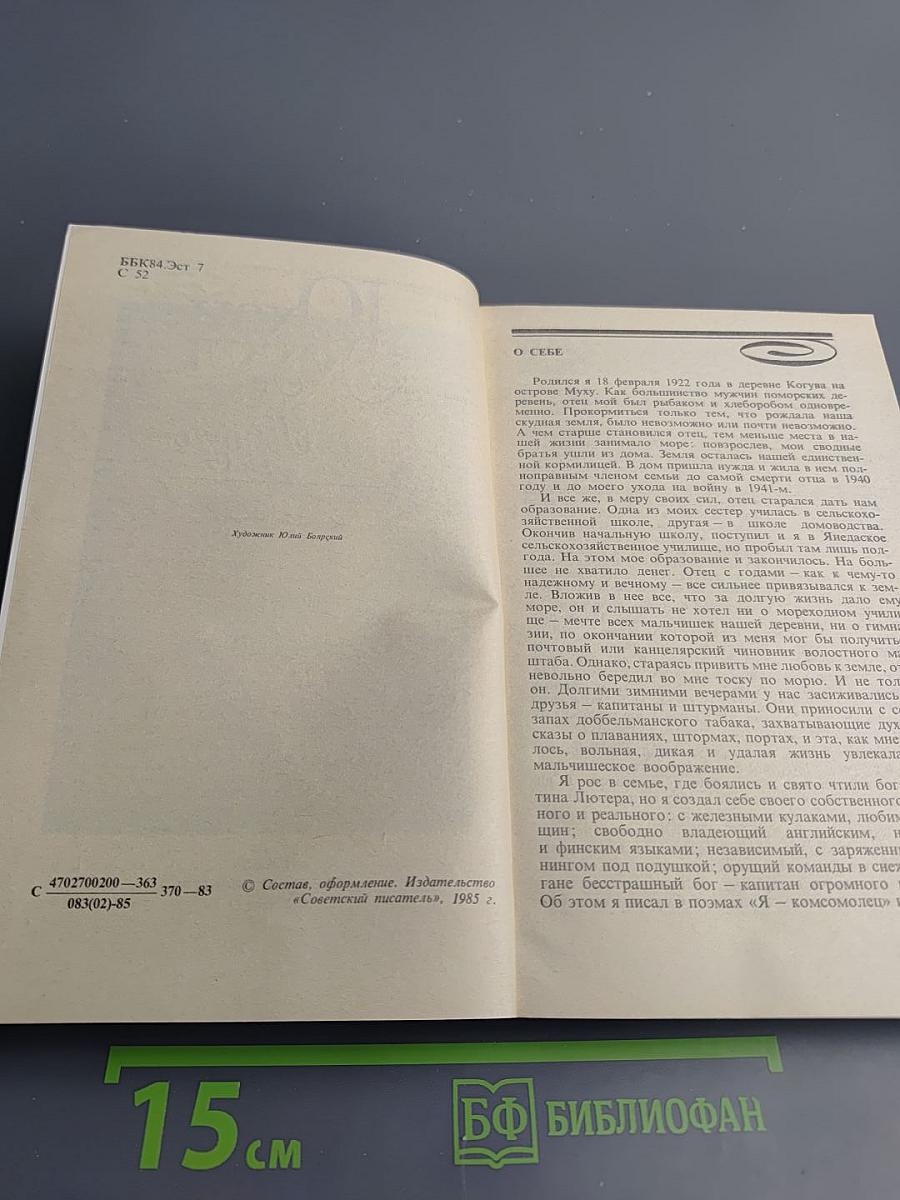 ББК84.Эст 7
С 52
Художник Юлий Боярский
С 4702700200—363 370—83
083(02)-85
© Состав, оформление. Издательство
«Советский писатель», 1985 г.
О СЕБЕ
Родился я 18 февраля 1922 года в деревне Когува на
острове Муху. Как большинство мужчин поморских де-
ревень, отец мой был рыбаком и хлеборобом одновре-
менно. Прокормиться только тем, что рождала наша
скудная земля, было невозможно или почти невозможно.
А чем старше становился отец, тем меньше места в на-
шей жизни занимало море: повзрослев, мои сводные
братья ушли из дома. Земля осталась нашей единствен-
ной кормилицей. В дом пришла нужда и жила в нем пол-
ноправным членом семьи до самой смерти отца в 1940
году и до моего ухода на войну в 1941-м.
И все же, в меру своих сил, отец старался дать нам
образование. Одна из моих сестер училась в сельскохо-
зяйственной школе, другая — в школе домоводства.
Окончив начальную школу, поступил и я в Янедаское
сельскохозяйственное училище, но пробыл там лишь пол-
года. На этом мое образование и закончилось. На боль-
шее не хватило денег. Отец с годами — как к чему-то
надежному и вечному — все сильнее привязывался к зем-
ле. Вложив в нее все, что за долгую жизнь дало ему
море, он и слышать не хотел ни о мореходном учили
ще — мечте всех мальчишек нашей деревни, ни о гимна
зии, по окончании которой из меня мог бы получить
почтовый или канцелярский чиновник волостного ма
штаба. Однако, стараясь привить мне любовь к земле, от
невольно бередил во мне тоску по морю. И не тол
он. Долгими зимними вечерами у нас засиживались
друзья — капитаны и штурманы. Они приносили с со
запах доббельманского табака, захватывающие дух
сказы о плаваниях, штормах, портах, и эта, как мне
лось, вольная, дикая и удалая жизнь увлекала
мальчишеское воображение.
Я рос в семье, где боялись и свято чтили бог
тина Лютера, но я создал себе своего собственного
ного и реального: с железными кулаками, любим
щин; свободно владеющий английским, н
и финским языками; независимый, с заряжен
нингом под подушкой; орущий команды в снеж
гане бесстрашный бог — капитан огромного
Об этом я писал в поэмах «Я — комсомолец» и
15 см
БФ БИБЛИОФАН